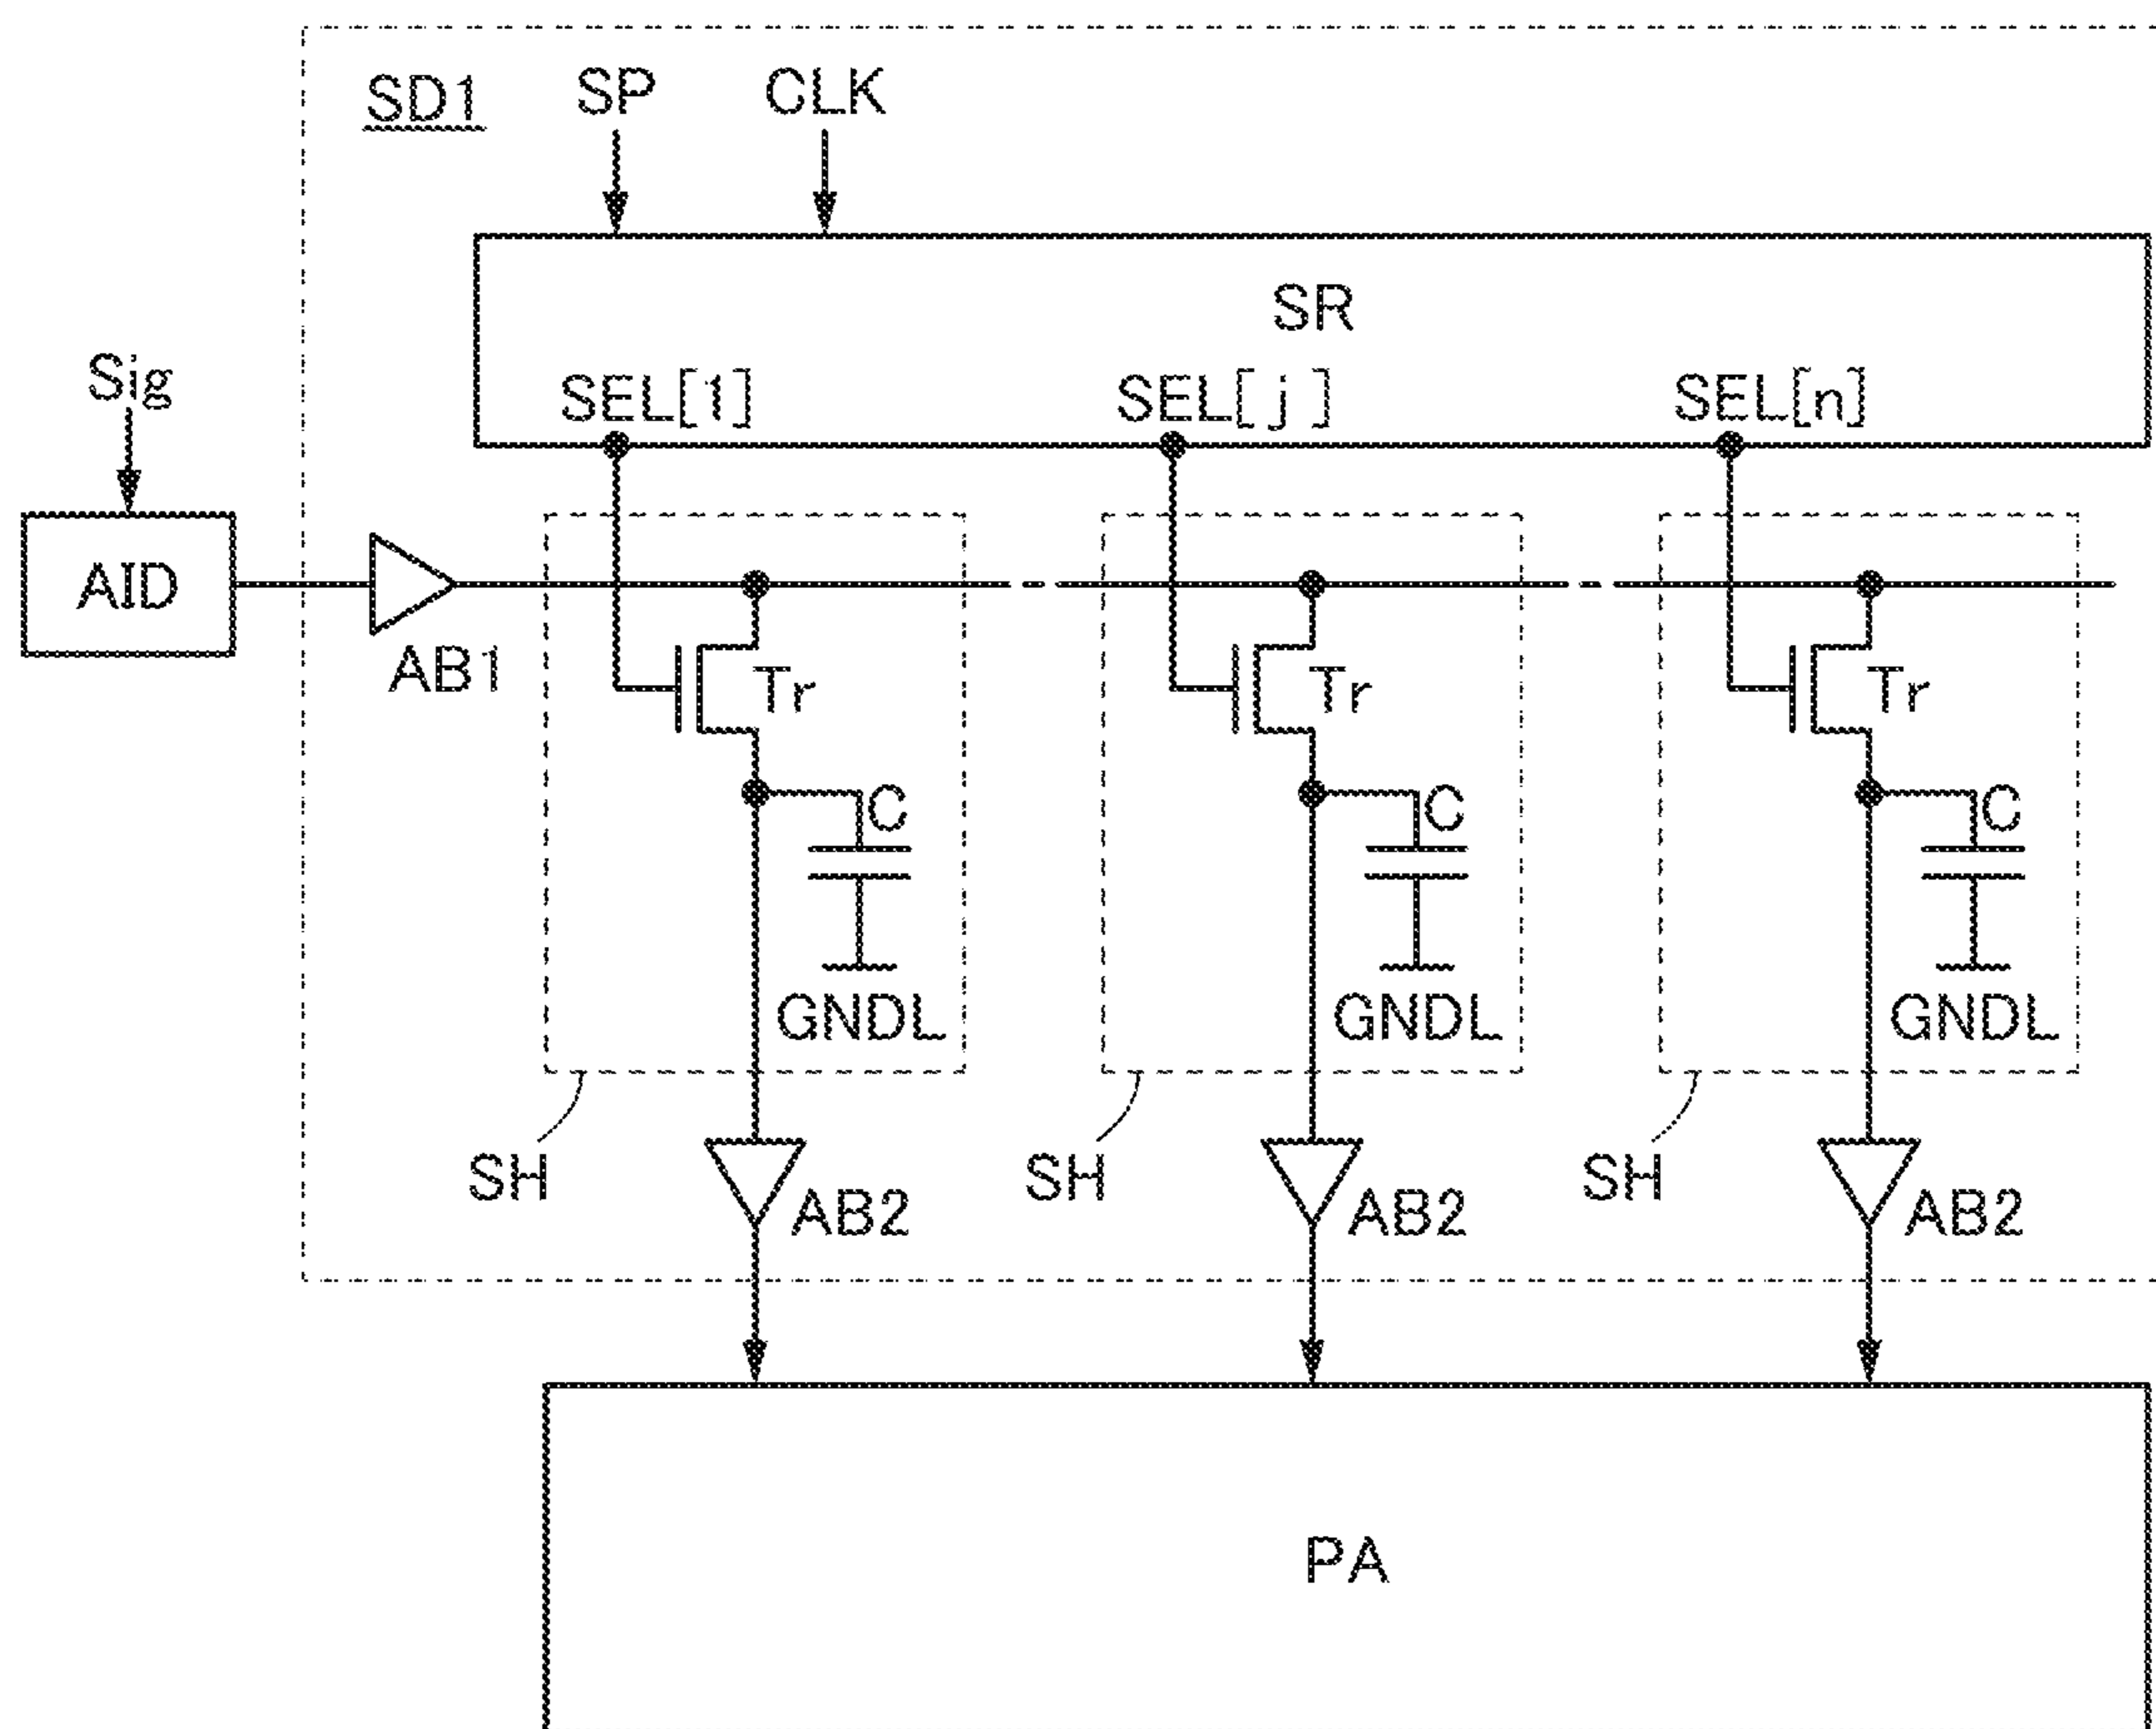 SD1 SP CLK
SR
Sig SEL[1] SEL[j] SEL[n]
AID
AB1 Tr Tr Tr
C C C
GNDL GNDL GNDL
SH SH SH
AB2 AB2 AB2
PA